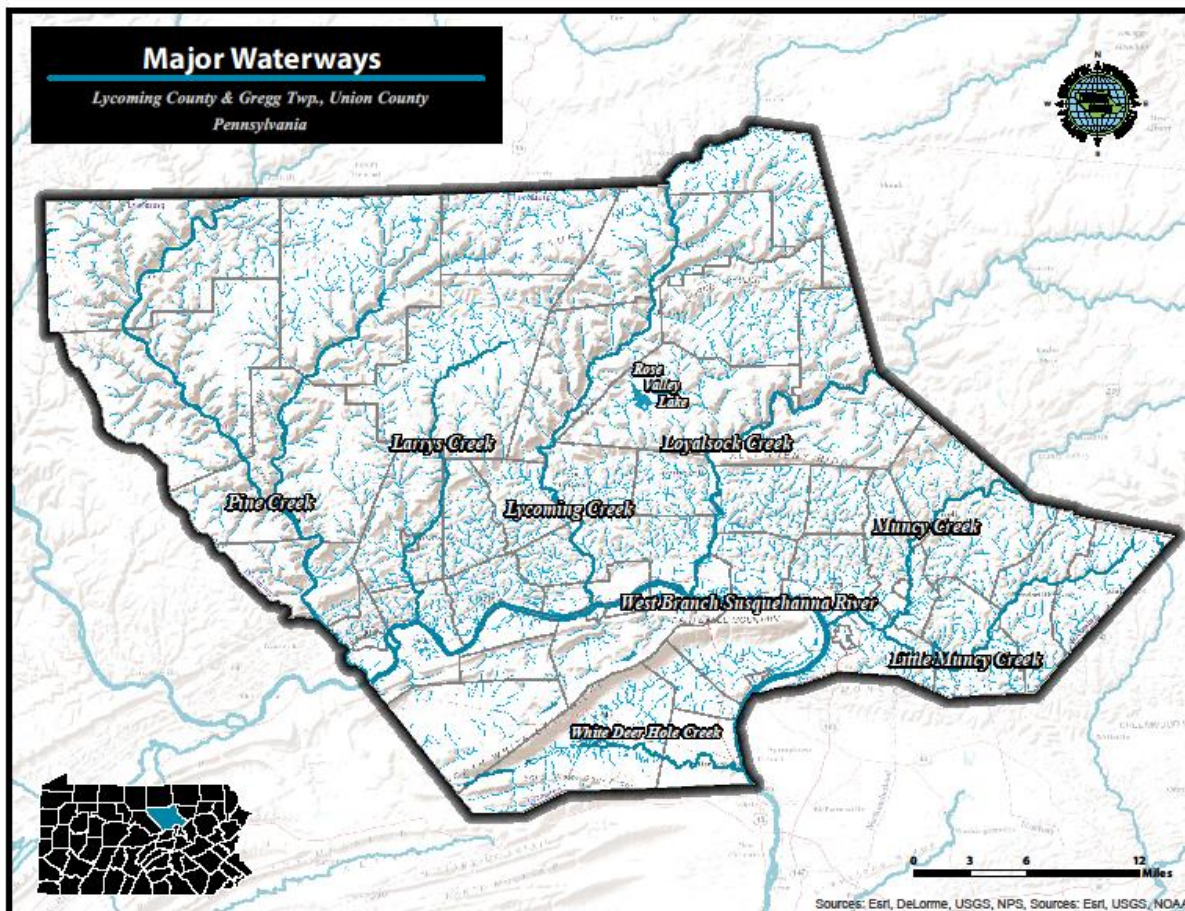 Major Waterways
Lycoming County & Gregg Twp., Union County
Pennsylvania
N
W
E
S
Rose
Valley
Lake
Larrys Creek
Loyalsock Creek
Pine Creek
Lycoming Creek
Muncy Creek
West Branch Susquehanna River
Little Muncy Creek
White Deer Hole Creek
0 3 6 12
Miles
Sources: Esri, DeLorme, USGS, NPS, Sources: Esri, USGS, NOAA